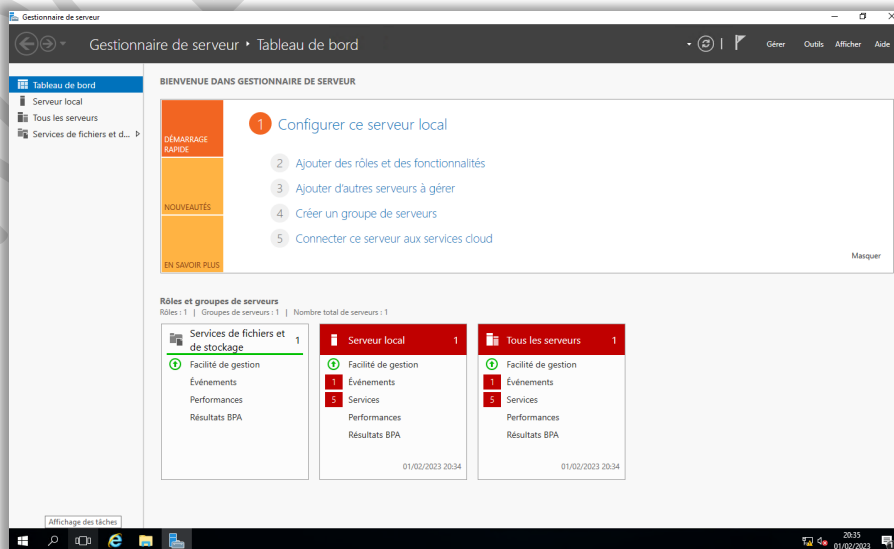 Gestionnaire de serveur
Gestionnaire de serveur • Tableau de bord
Gérer Outils Afficher Aide
Tableau de bord
Serveur local
Tous les serveurs
Services de fichiers et d...
BIENVENUE DANS GESTIONNAIRE DE SERVEUR
DÉMARRAGE
RAPIDE
NOUVEAUTÉS
EN SAVOIR PLUS
1 Configurer ce serveur local
2 Ajouter des rôles et des fonctionnalités
3 Ajouter d'autres serveurs à gérer
4 Créer un groupe de serveurs
5 Connecter ce serveur aux services cloud
Masquer
Rôles et groupes de serveurs
Rôles : 1 | Groupes de serveurs : 1 | Nombre total de serveurs : 1
Services de fichiers et
de stockage 1
Facilité de gestion
Événements
Performances
Résultats BPA
Serveur local 1
Facilité de gestion
1 Événements
5 Services
Performances
Résultats BPA
01/02/2023 20:34
Tous les serveurs 1
Facilité de gestion
1 Événements
5 Services
Performances
Résultats BPA
01/02/2023 20:34
Affichage des tâches
20:35
01/02/2023